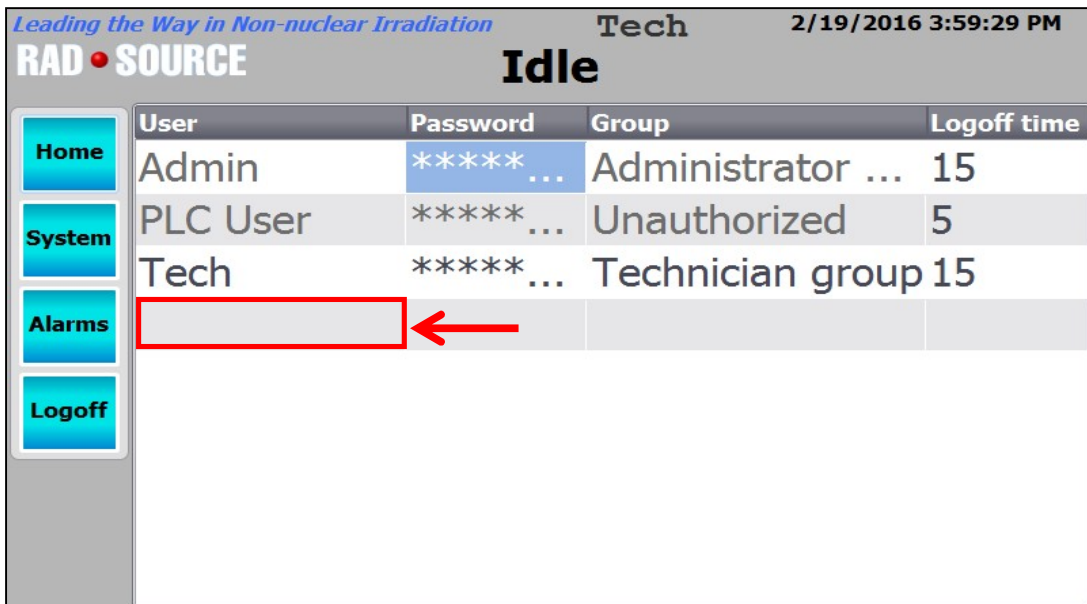 Leading the Way in Non-nuclear Irradiation Tech 2/19/2016 3:59:29 PM
RAD SOURCE Idle
User Password Group Logoff time
Home
Admin *****... Administrator ... 15
System
PLC User *****... Unauthorized 5
Tech *****... Technician group 15
Alarms
Logoff